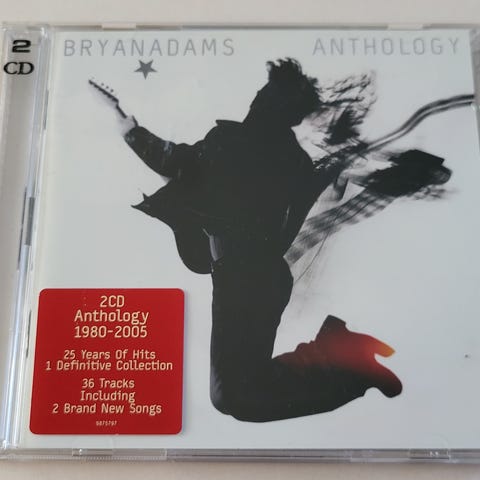 2
CD
BRYANADAMS ANTHOLOGY
2CD
Anthology
1980-2005
25 Years Of Hits
1 Definitive Collection
36 Tracks
Including
2 Brand New Songs
9875797